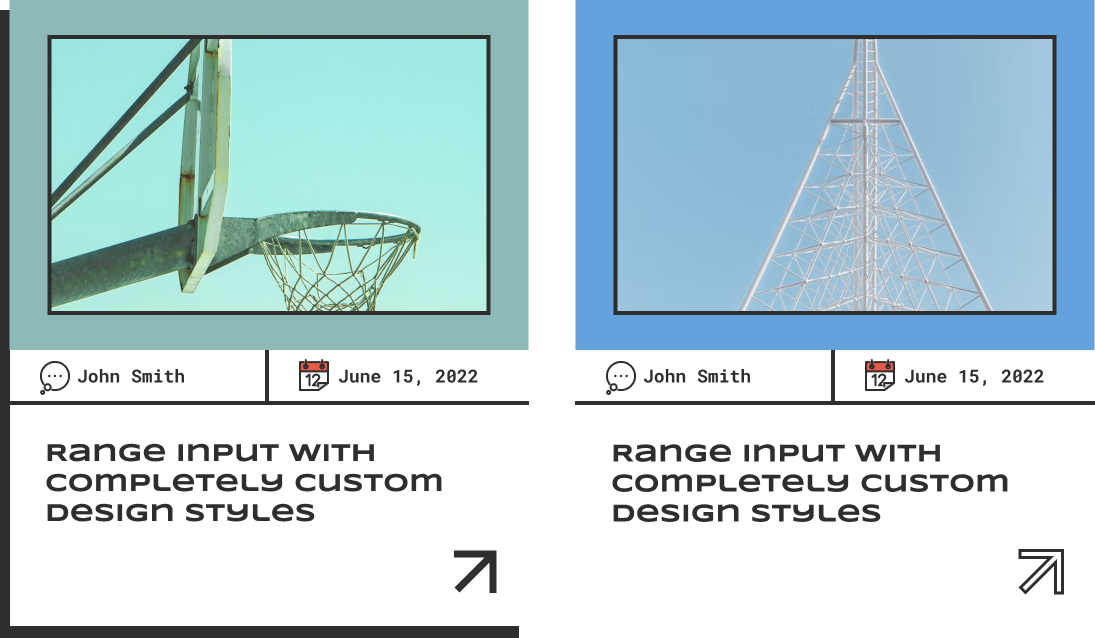 John Smith
12
June 15, 2022
Range Input WITH
completely custom
Design styles
John Smith
12
June 15, 2022
Range Input WITH
completely custom
Design styles